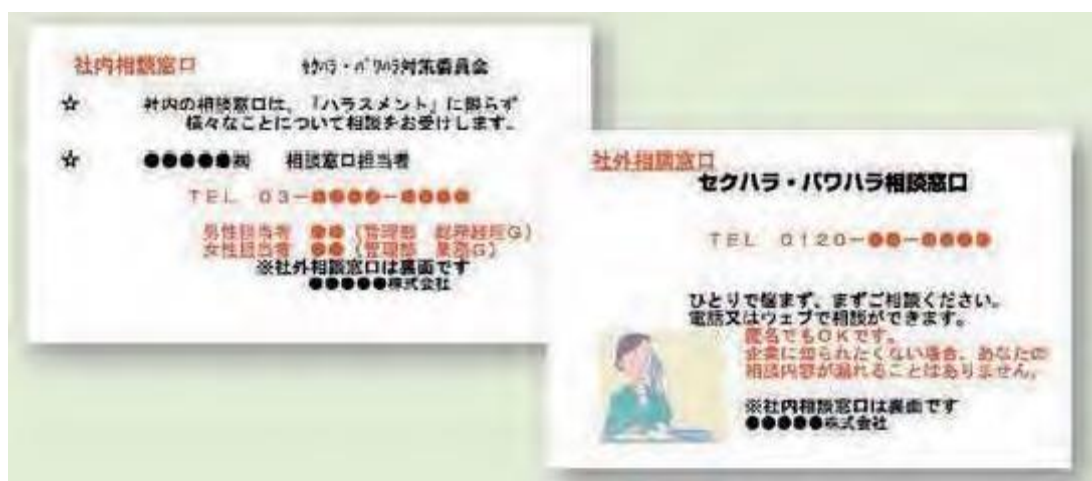 社内相談窓口　セクハラ・パワハラ対策委員会
☆　社内の相談窓口は、「ハラスメント」に限らず
様々なことについて相談をお受けします。
☆　●●●●●㈱　相談窓口担当者
TEL 03-●●●●-●●●●
男性担当者　●●（管理部　総務経理G）
女性担当者　●●（管理部　業務G）
※社外相談窓口は裏面です
●●●●●株式会社
社外相談窓口
セクハラ・パワハラ相談窓口
TEL 0120-●●-●●●●
ひとりで悩まず、まずご相談ください。
電話又はウェブで相談ができます。
匿名でもOKです。
企業に知られたくない場合、あなたの
相談内容が漏れることはありません。
※社内相談窓口は裏面です
●●●●●株式会社